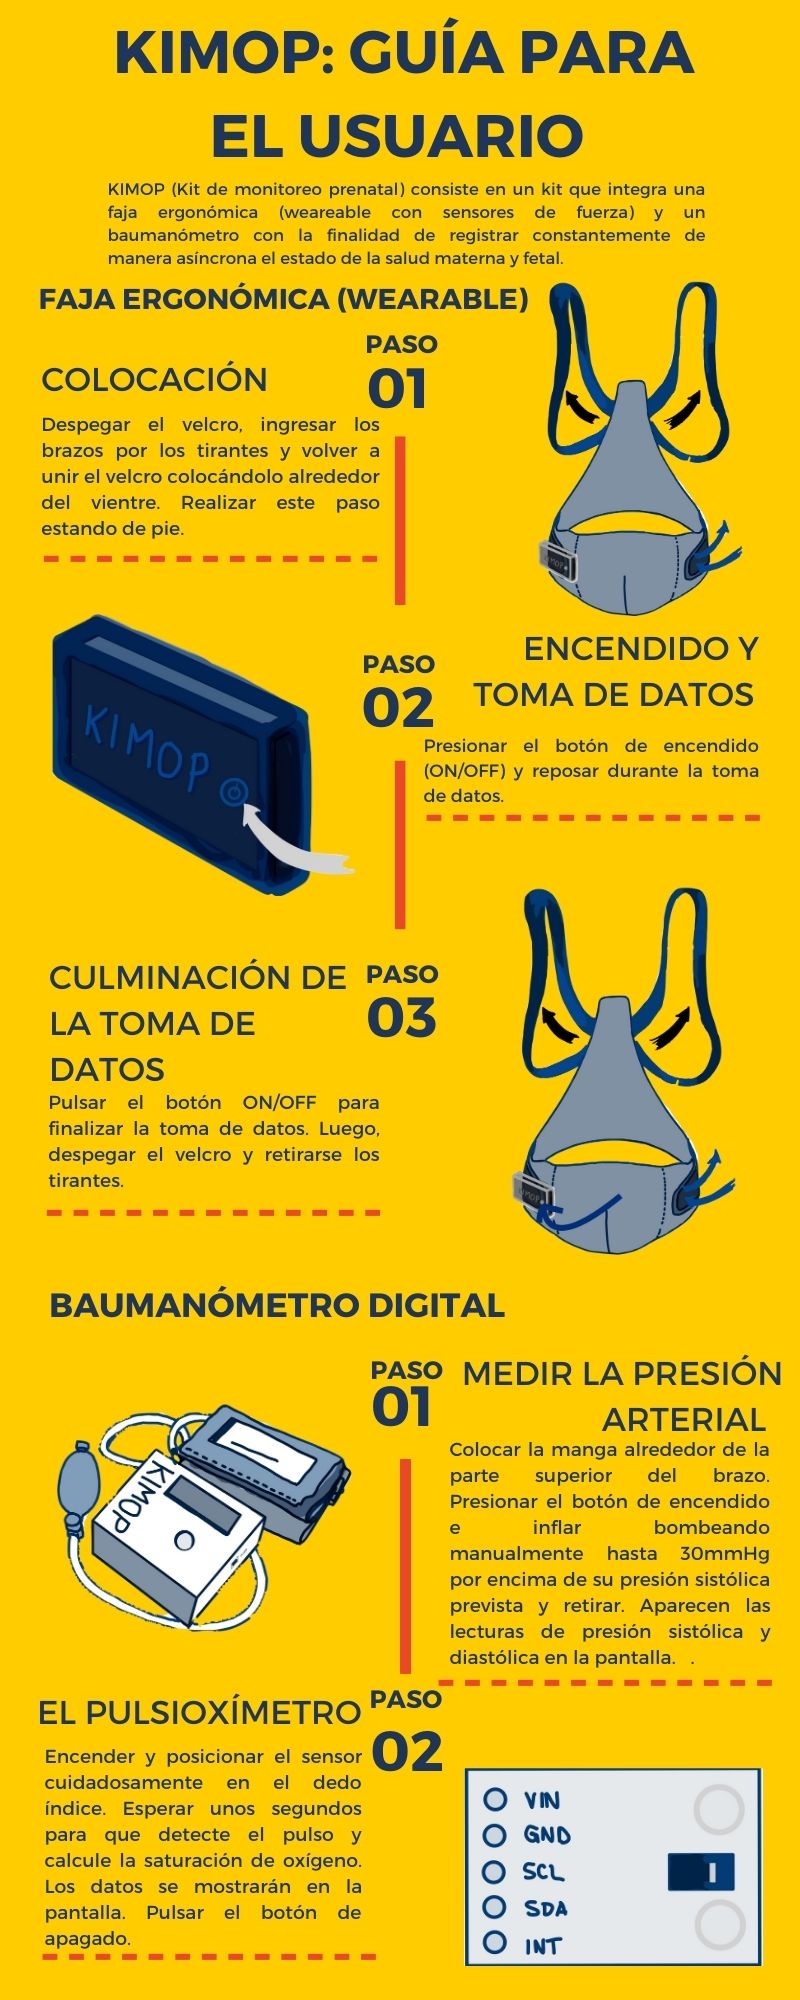 KIMOP: GUÍA PARA
EL USUARIO
KIMOP (Kit de monitoreo prenatal) consiste en un kit que integra una
faja ergonómica (weareable con sensores de fuerza) y un
baumanómetro con la finalidad de registrar constantemente de
manera asíncrona el estado de la salud materna y fetal.
FAJA ERGONÓMICA (WEARABLE)
PASO
01
COLOCACIÓN
Despegar el velcro, ingresar los
brazos por los tirantes y volver a
unir el velcro colocándolo alrededor
del vientre. Realizar este paso
estando de pie.
KIMOP
KIMOP
PASO
02
ENCENDIDO Y
TOMA DE DATOS
Presionar el botón de encendido
(ON/OFF) y reposar durante la toma
de datos.
CULMINACIÓN DE
LA TOMA DE
DATOS
PASO
03
Pulsar el botón ON/OFF para
finalizar la toma de datos. Luego,
despegar el velcro y retirarse los
tirantes.
KIMOP
BAUMANÓMETRO DIGITAL
PASO
01
MEDIR LA PRESIÓN
ARTERIAL
Colocar la manga alrededor de la
parte superior del brazo.
Presionar el botón de encendido
e inflar bombeando
manualmente hasta 30mmHg
por encima de su presión sistólica
prevista y retirar. Aparecen las
lecturas de presión sistólica y
diastólica en la pantalla. .
KIMOP
EL PULSIOXÍMETRO
PASO
02
Encender y posicionar el sensor
cuidadosamente en el dedo
índice. Esperar unos segundos
para que detecte el pulso y
calcule la saturación de oxígeno.
Los datos se mostrarán en la
pantalla. Pulsar el botón de
apagado.
VIN
GND
SCL
SDA
INT